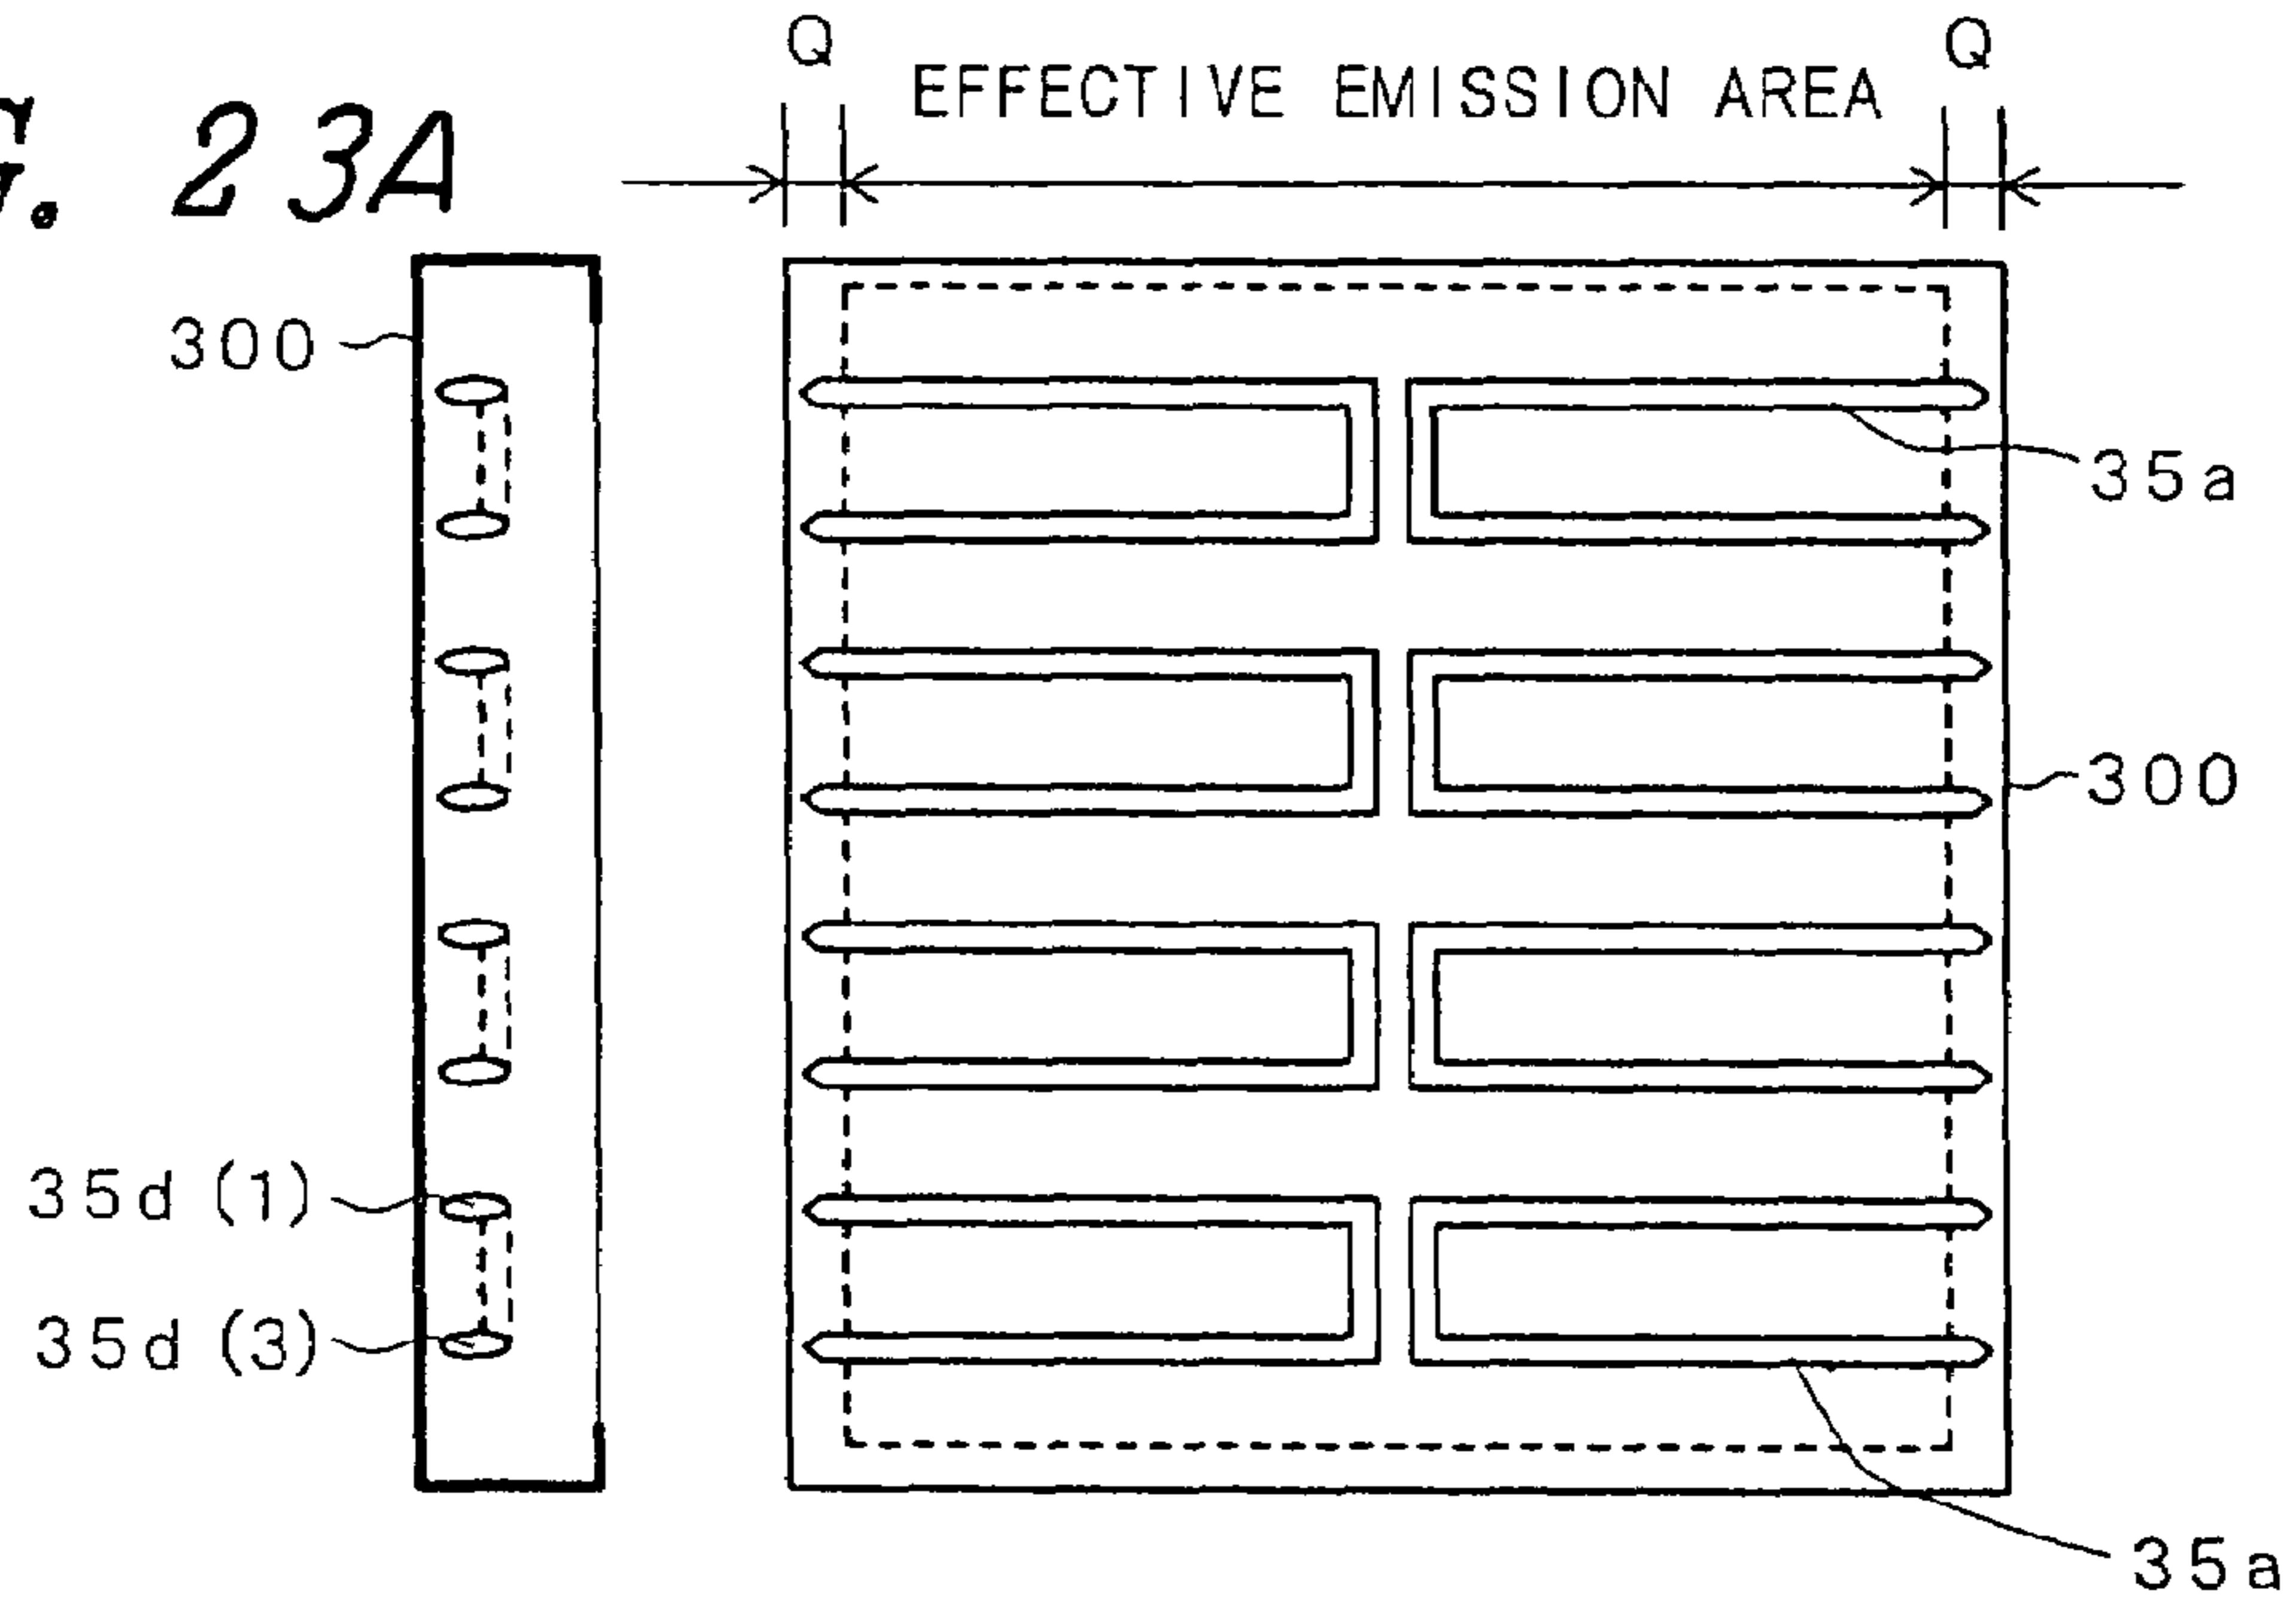 G. 23A
Q
EFFECTIVE EMISSION AREA
Q
300
35a
300
35d (1)
35d (3)
35a